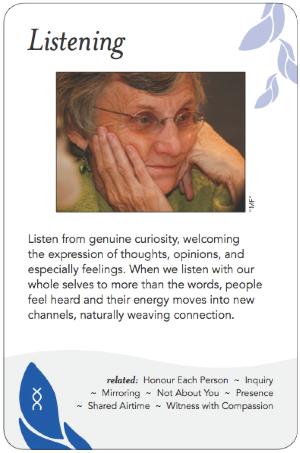 Listening
"MF"
Listen from genuine curiosity, welcoming
the expression of thoughts, opinions, and
especially feelings. When we listen with our
whole selves to more than the words, people
feel heard and their energy moves into new
channels, naturally weaving connection.
related: Honour Each Person ~ Inquiry
~ Mirroring ~ Not About You ~ Presence
~ Shared Airtime ~ Witness with Compassion